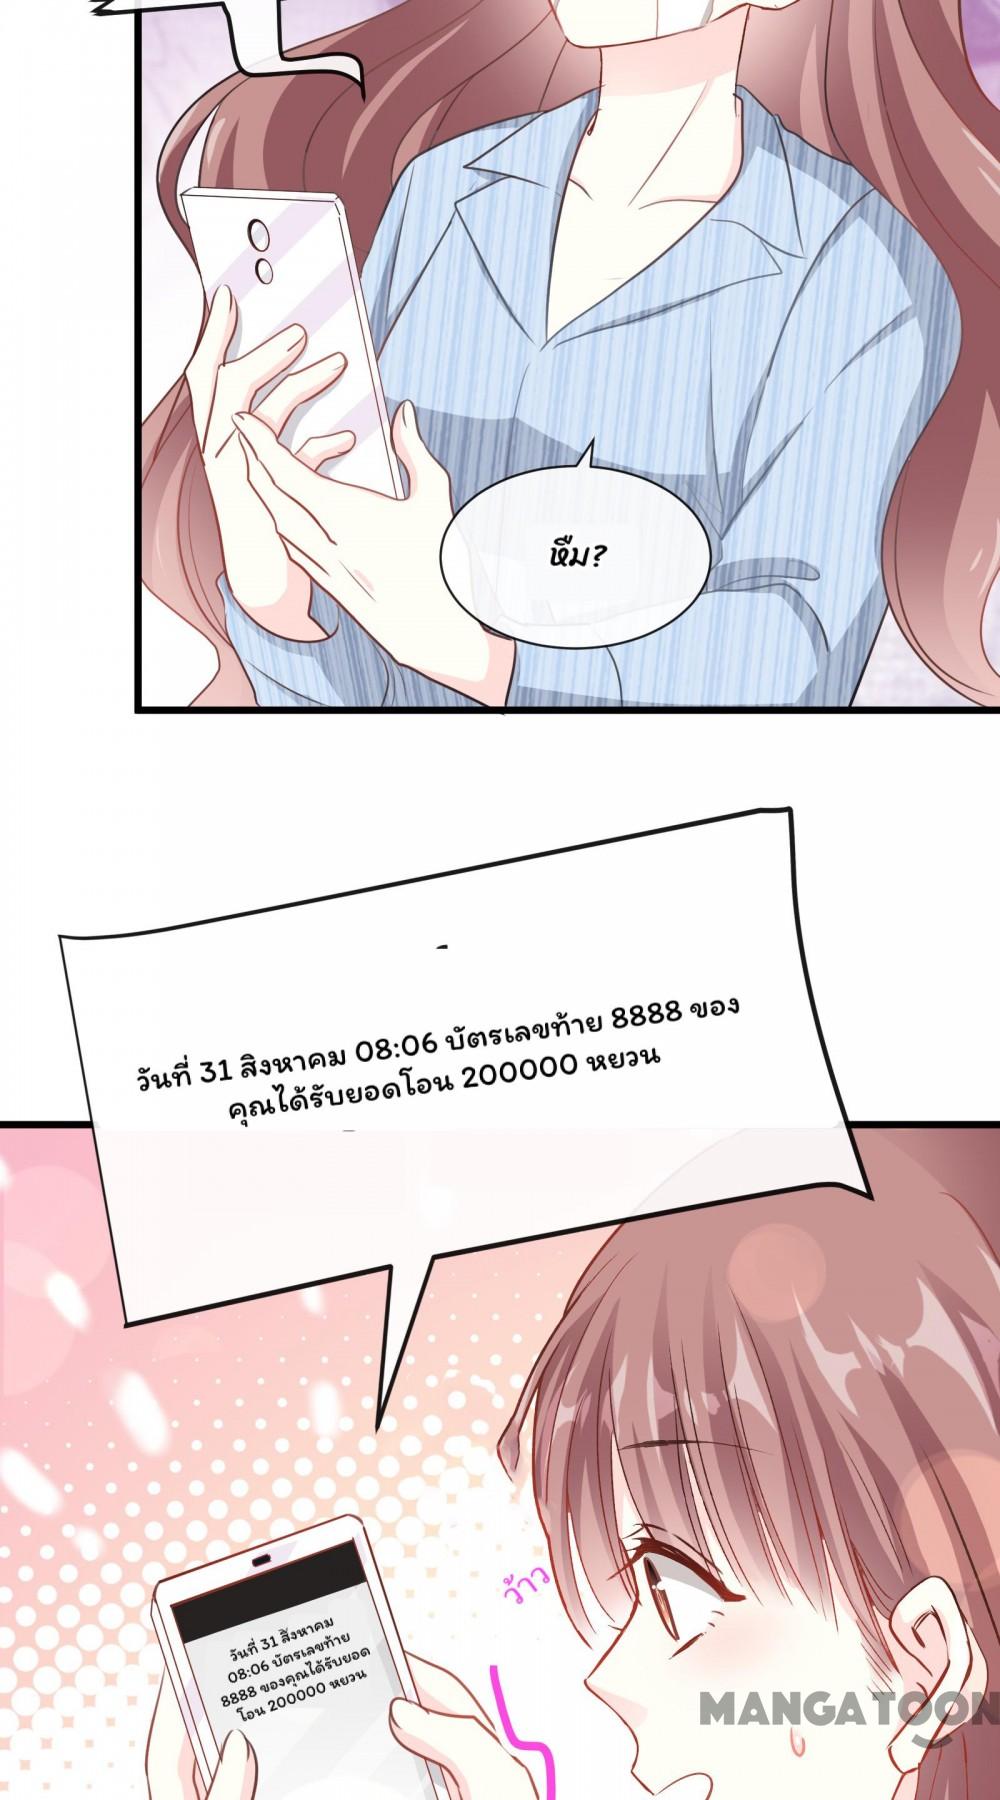 หืม?
วันที่ 31 สิงหาคม 08:06 บัตรเลขท้าย 8888 ของ
คุณได้รับยอดโอน 200000 หยวน
ว้าว
วันที่ 31 สิงหาคม
08:06 บัตรเลขท้าย
8888 ของคุณได้รับยอด
โอน 200000 หยวน
MANGATOON